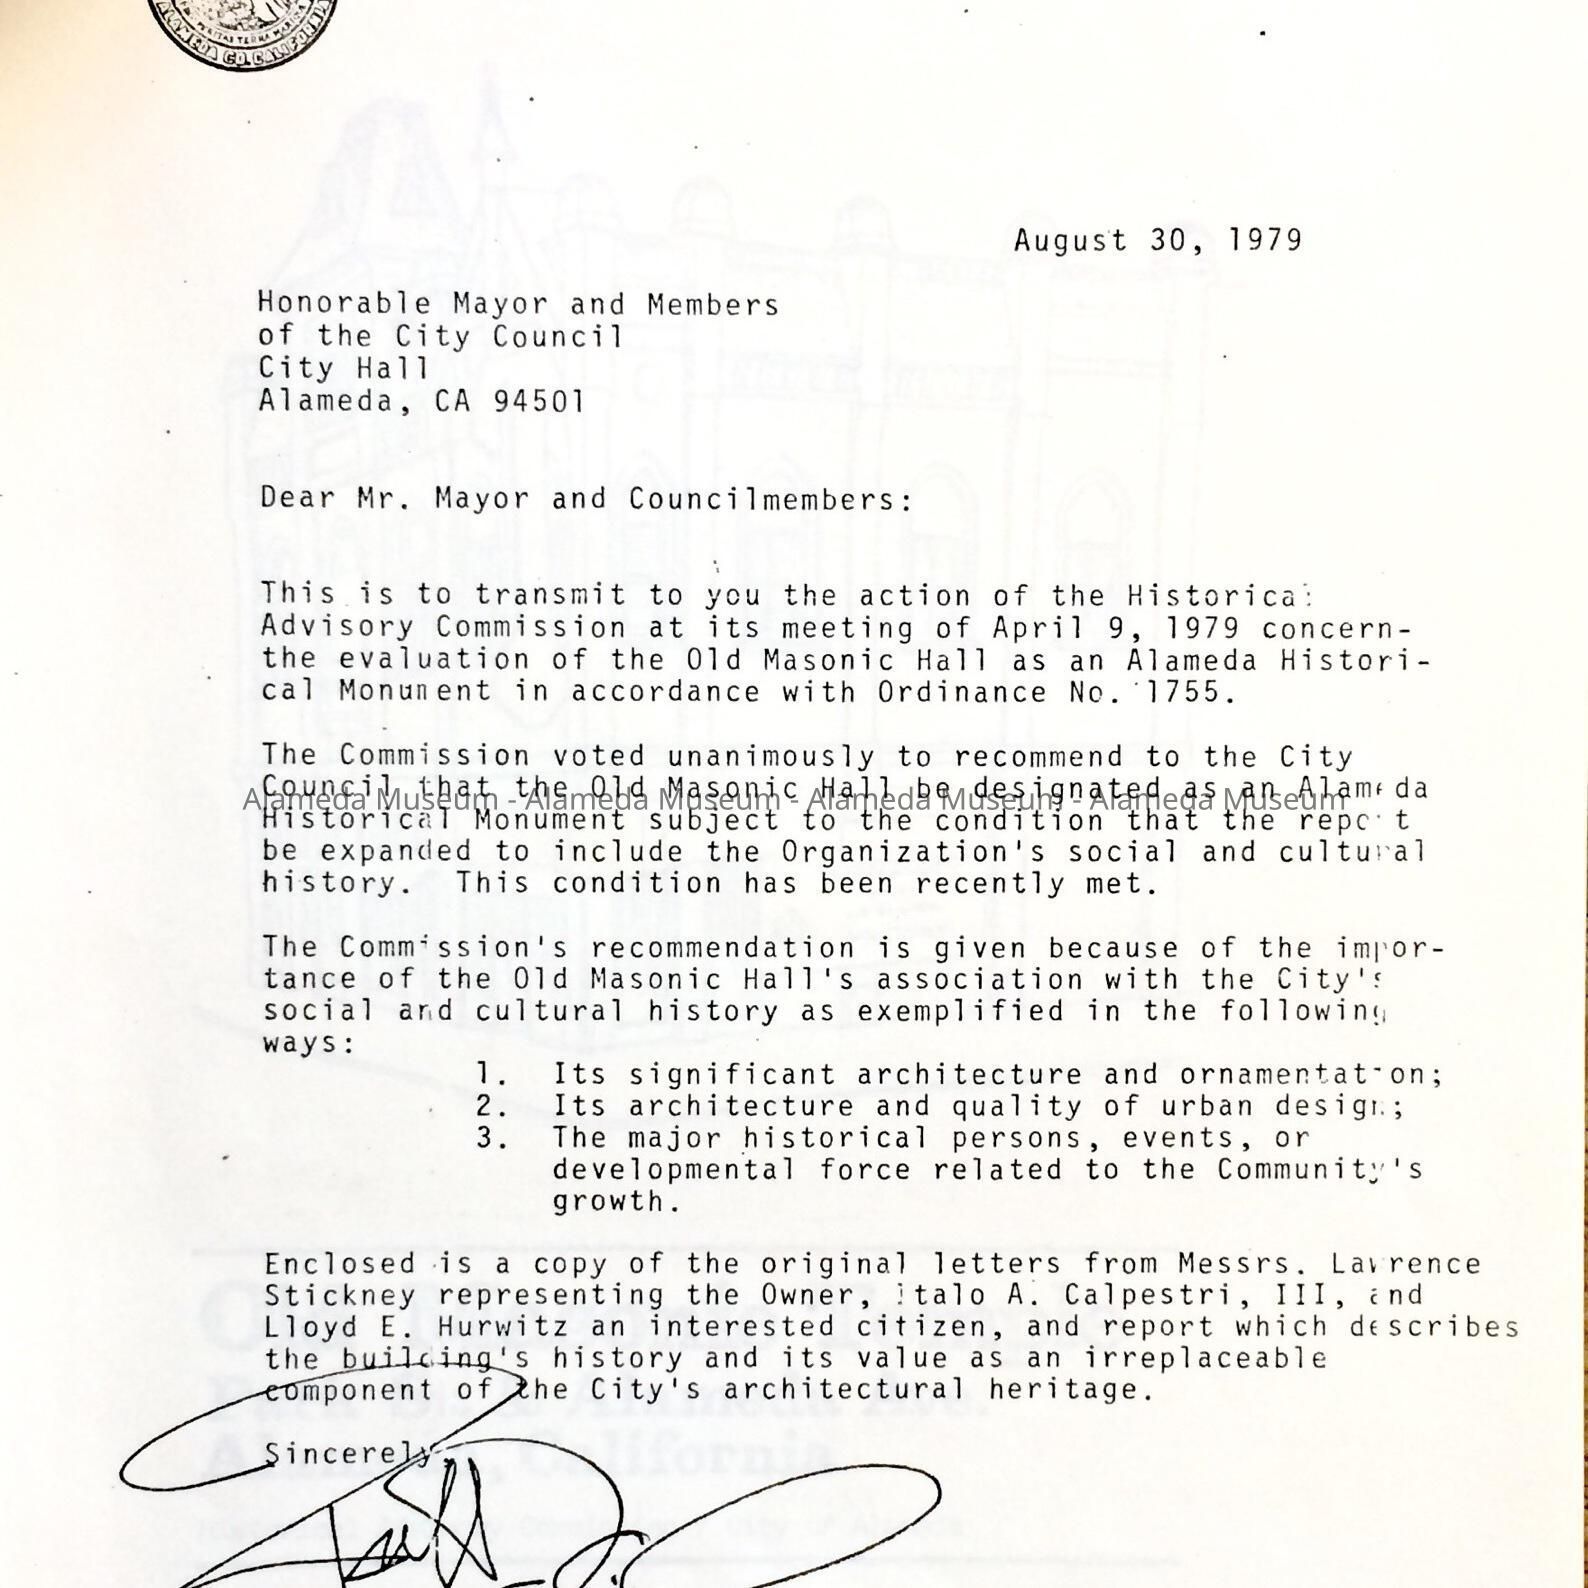 ALAMEDA CO. CALIFORNIA
August 30, 1979
Honorable Mayor and Members
of the City Council
City Hall
Alameda, CA 94501
Dear Mr. Mayor and Councilmembers:
This is to transmit to you the action of the Historical
Advisory Commission at its meeting of April 9, 1979 concern-
the evaluation of the Old Masonic Hall as an Alameda Histori-
cal Monument in accordance with Ordinance No. 1755.
The Commission voted unanimously to recommend to the City
Council that the Old Masonic Hall be designated as an Alameda
Alameda Museum - Alameda Museum - Alameda Museum - Alameda Museum
Historical Monument subject to the condition that the report
be expanded to include the Organization's social and cultural
history. This condition has been recently met.
The Commission's recommendation is given because of the impor-
tance of the Old Masonic Hall's association with the City's
social and cultural history as exemplified in the following
ways:
1. Its significant architecture and ornamentation;
2. Its architecture and quality of urban design;
3. The major historical persons, events, or
developmental force related to the Community's
growth.
Enclosed is a copy of the original letters from Messrs. Lawrence
Stickney representing the Owner, Italo A. Calpestri, III, and
Lloyd E. Hurwitz an interested citizen, and report which describes
the building's history and its value as an irreplaceable
component of the City's architectural heritage.
Sincerely,